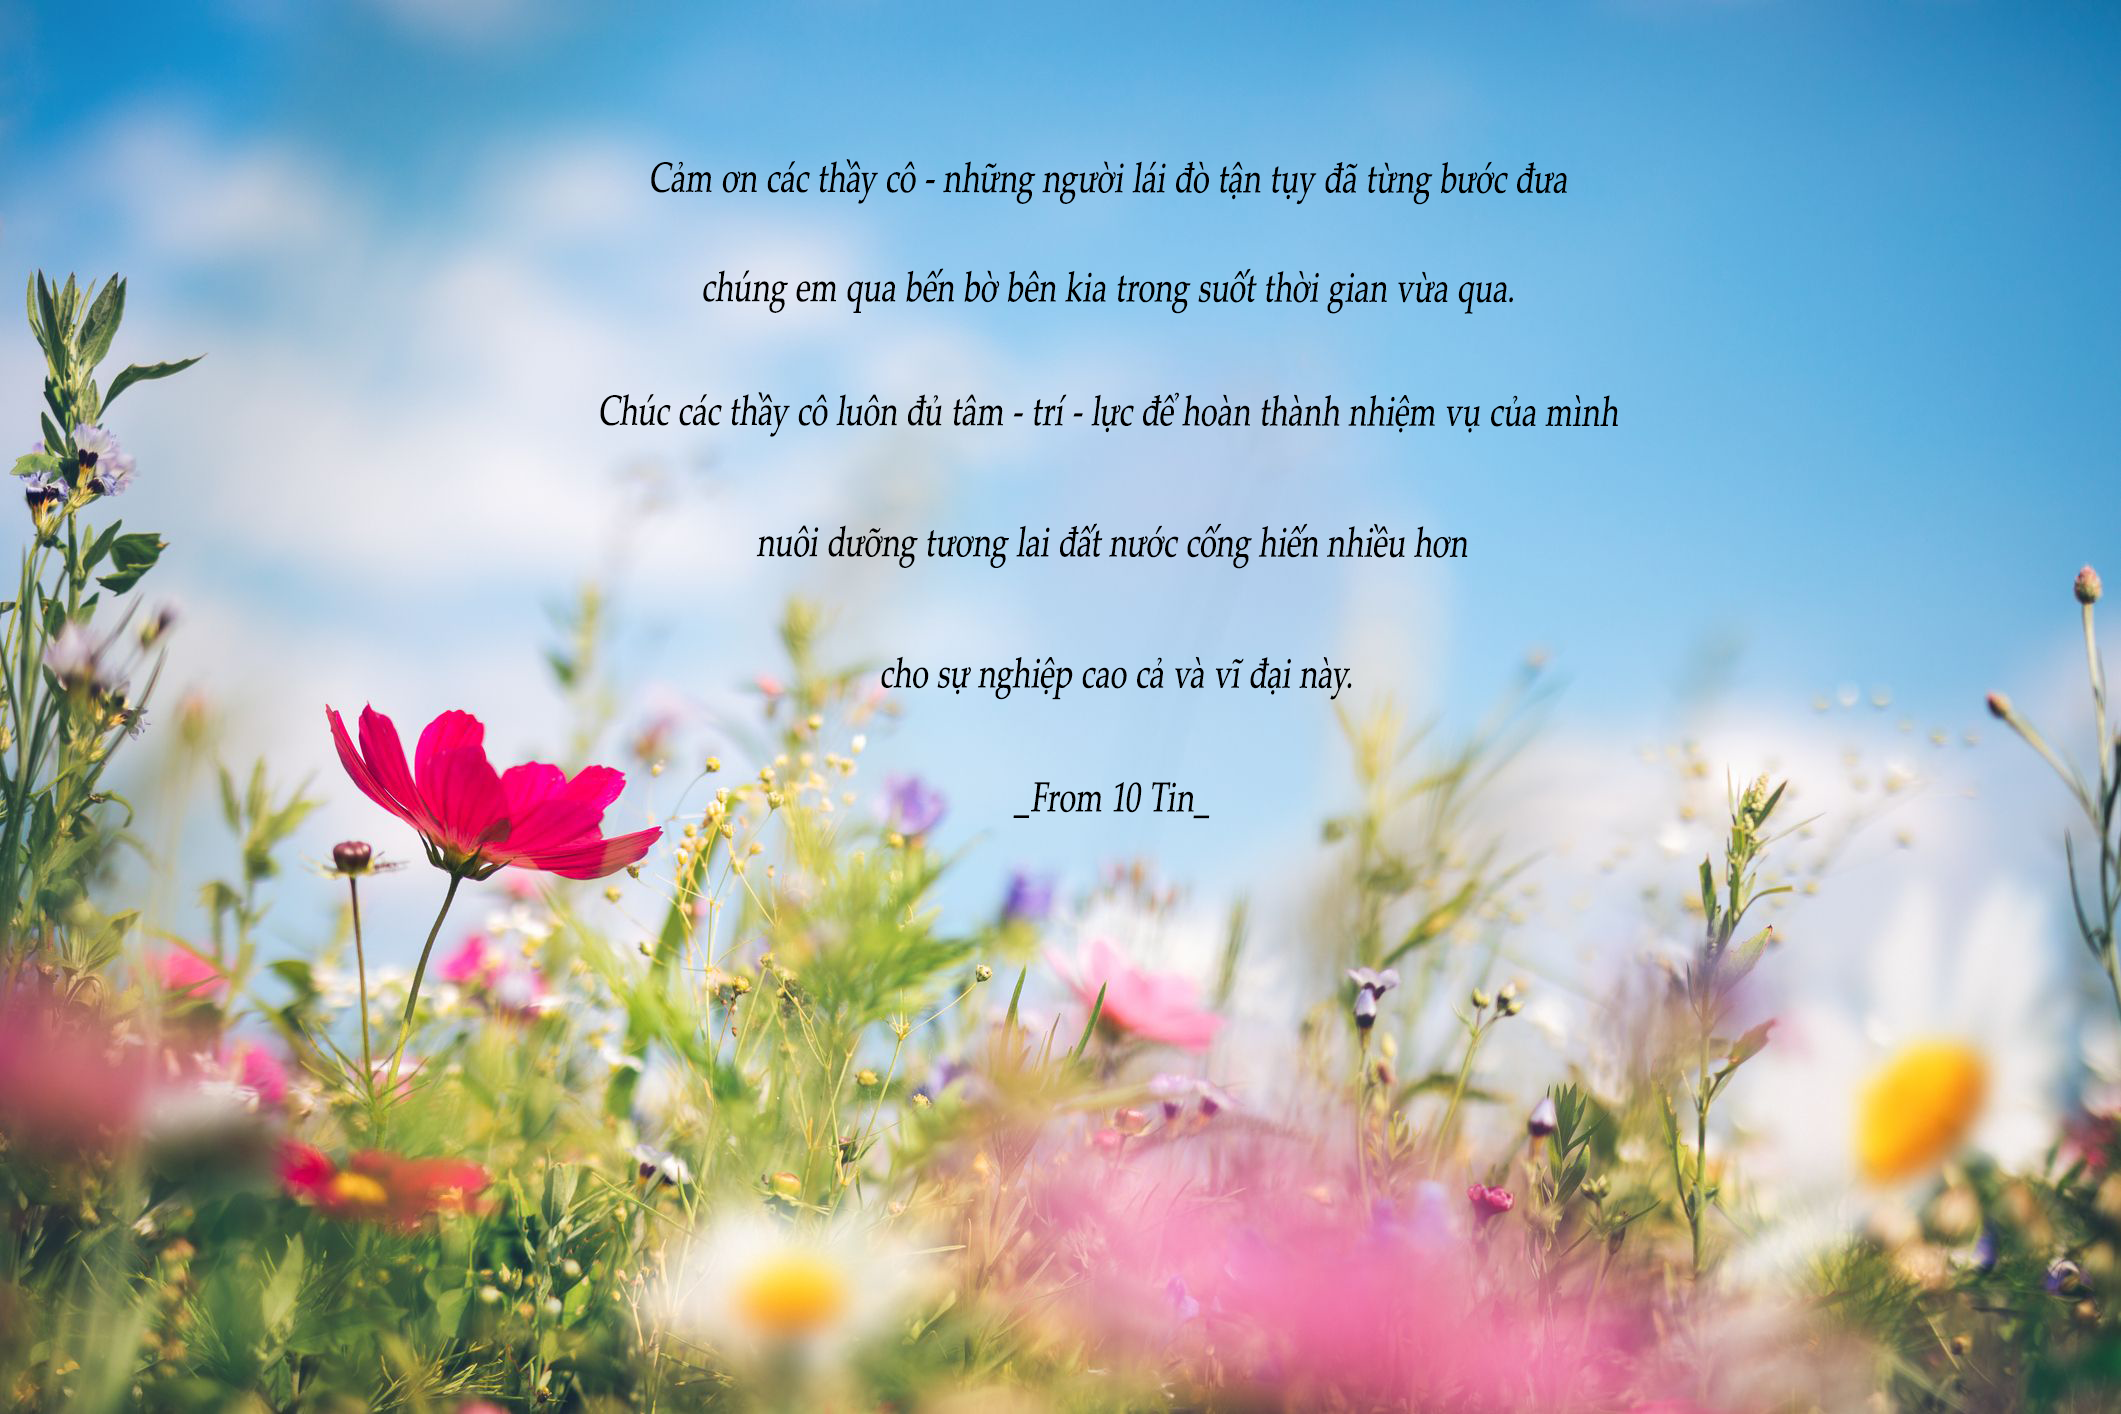 Cảm ơn các thầy cô - những người lái đò tận tụy đã từng bước đưa
chúng em qua bến bờ bên kia trong suốt thời gian vừa qua.
Chúc các thầy cô luôn đủ tâm - trí - lực để hoàn thành nhiệm vụ của mình
nuôi dưỡng tương lai đất nước cống hiến nhiều hơn
cho sự nghiệp cao cả và vĩ đại này.
_From 10 Tin_